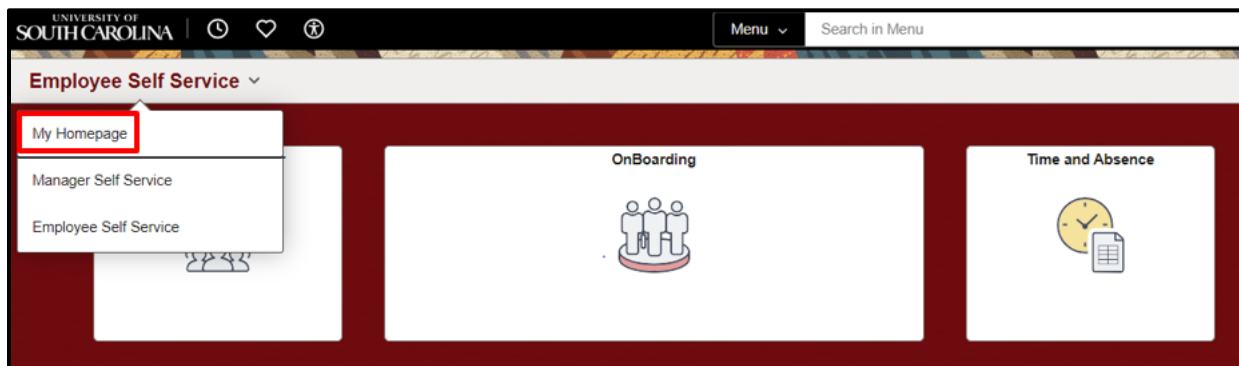 UNIVERSITY OF
SOUTH CAROLINA
Menu
Search in Menu
Employee Self Service
My Homepage
Manager Self Service
Employee Self Service
OnBoarding
Time and Absence